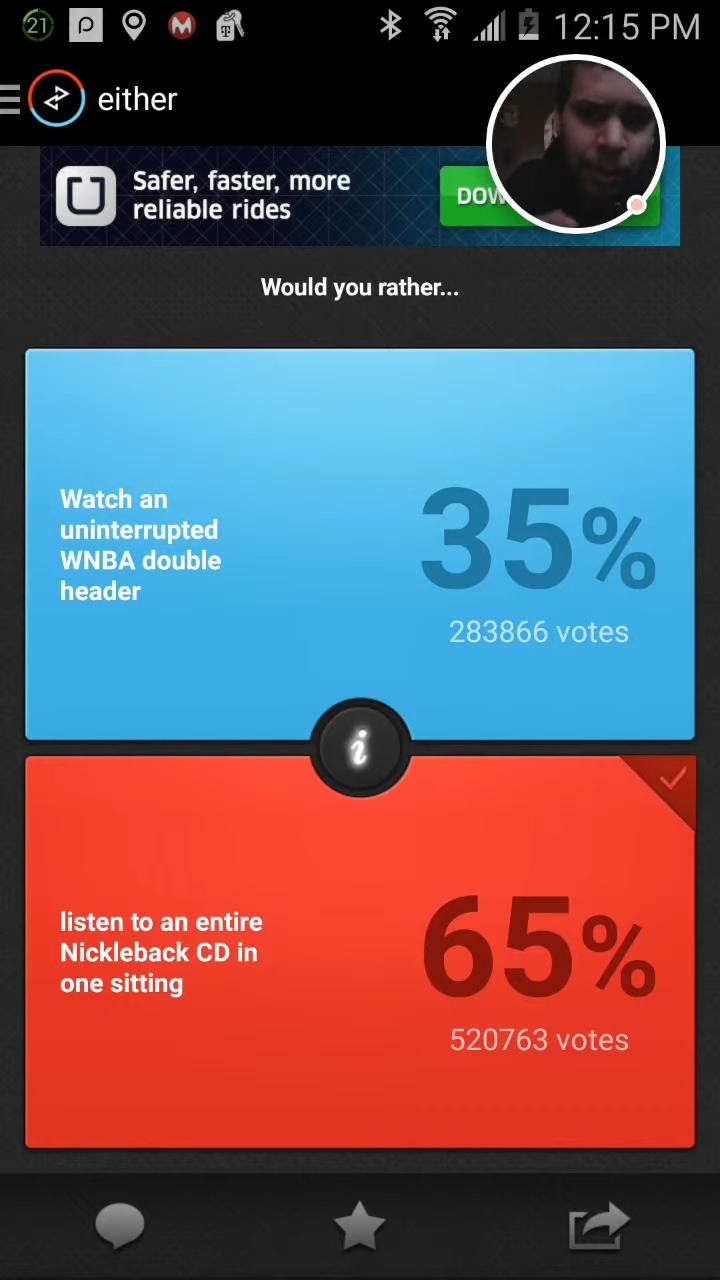 21 12:15 PM
either
Safer, faster, more
reliable rides
DOW
Would you rather...
Watch an
uninterrupted
WNBA double
header
35%
283866 votes
i
listen to an entire
Nickleback CD in
one sitting
65%
520763 votes